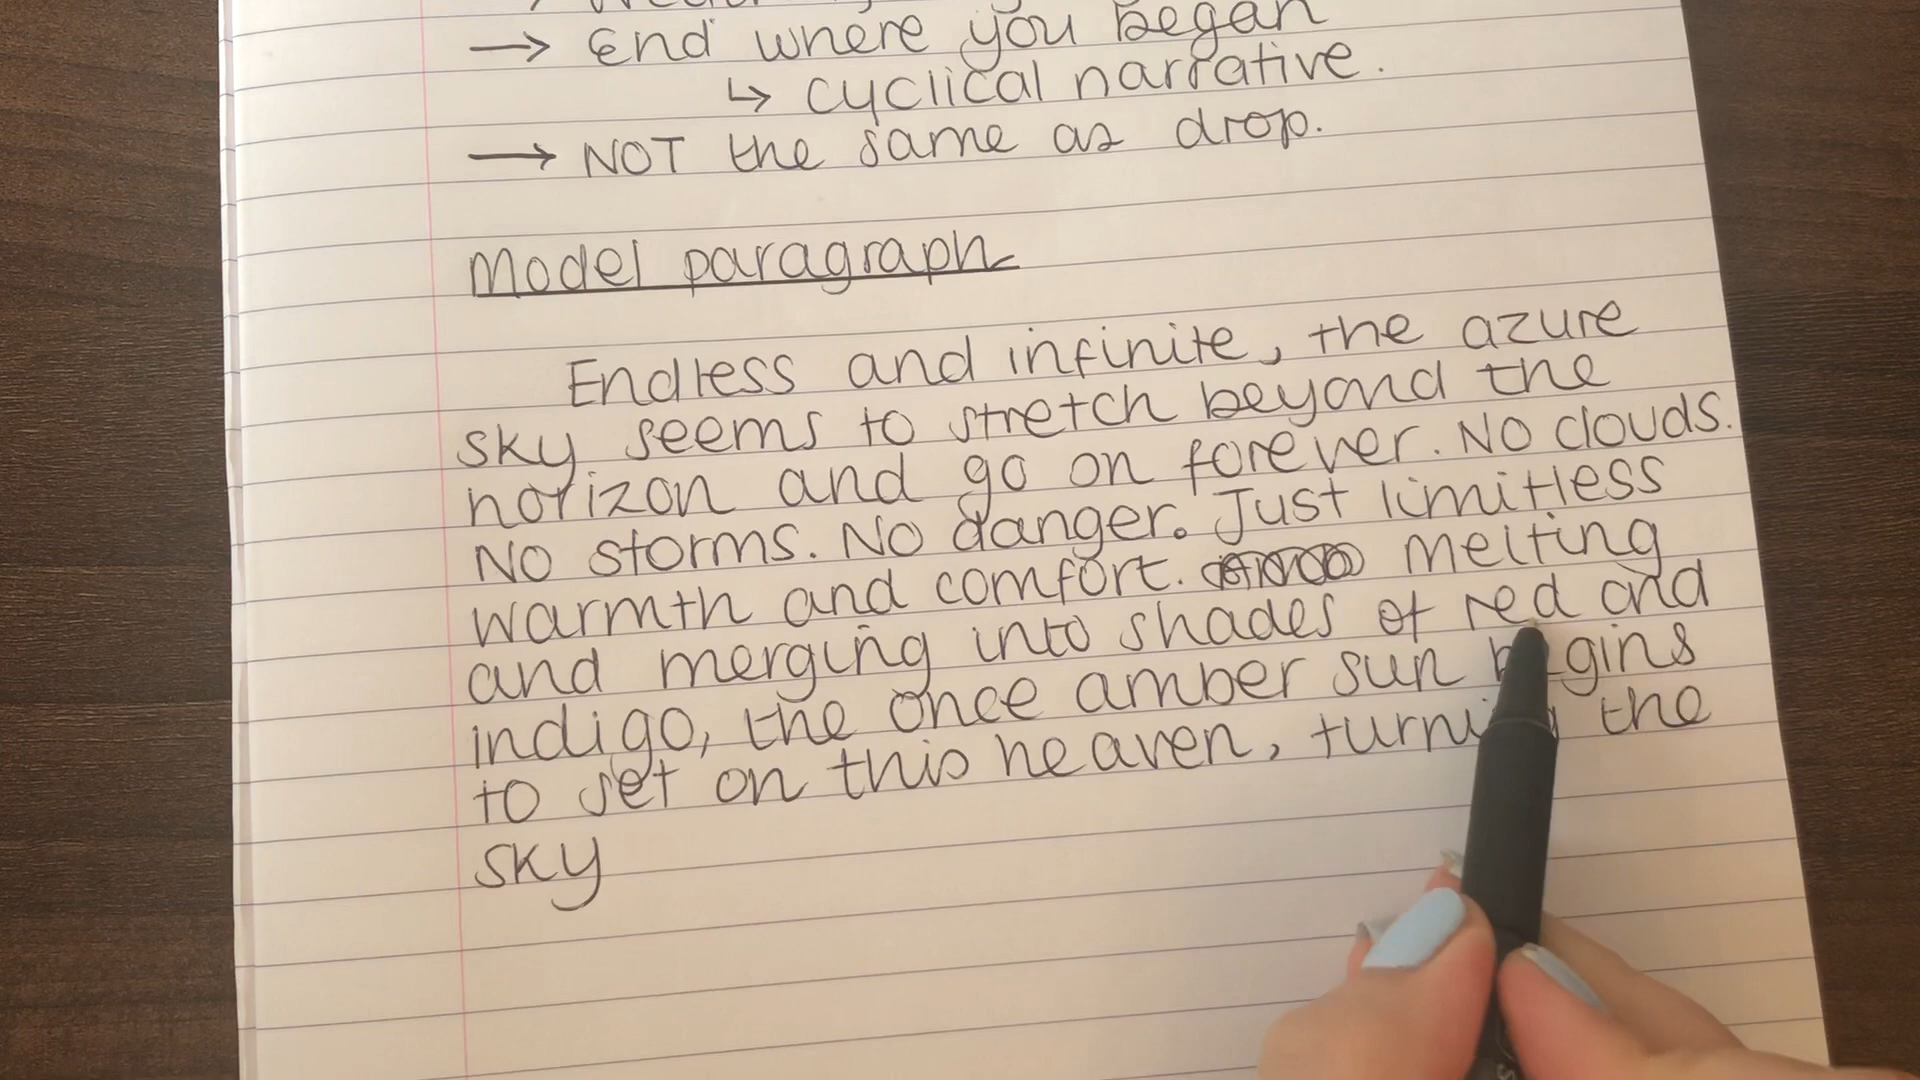 → End where you began
↳ cyclical narrative.
→ NOT the same as drop.
Model paragraph
Endless and infinite, the azure
sky seems to stretch beyond the
horizon and go on forever. No clouds.
No storms. No danger. Just limitless
warmth and comfort. Melting
and merging into shades of red and
indigo, the once amber sun begins
to set on this heaven, turning the
sky